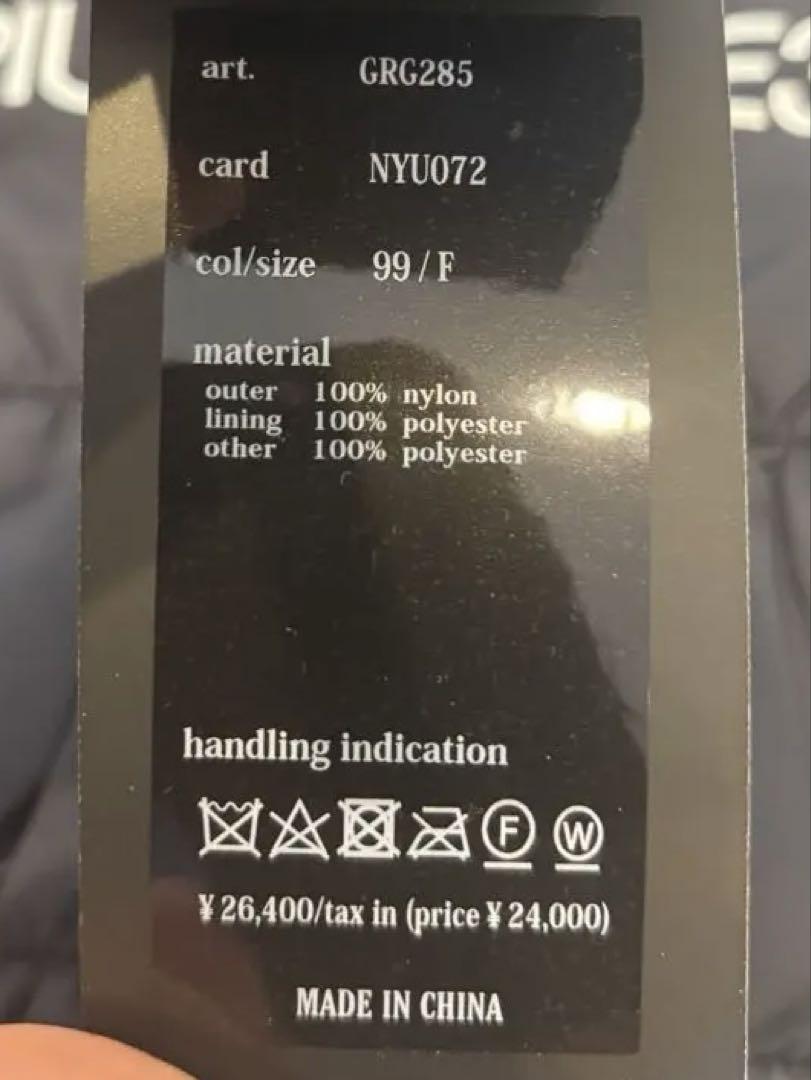 art. GRG285
card NYU072
col/size 99/F
material
outer 100% nylon
lining 100% polyester
other 100% polyester
handling indication
F W
¥26,400/tax in (price ¥24,000)
MADE IN CHINA